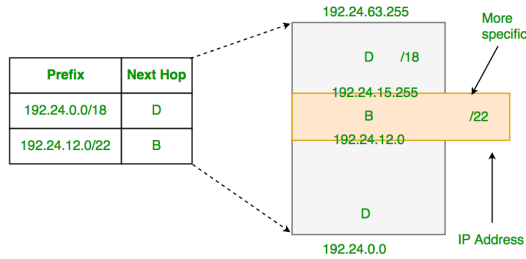 Prefix Next Hop
192.24.0.0/18 D
192.24.12.0/22 B
192.24.63.255
D /18
192.24.15.255
B /22
192.24.12.0
D
192.24.0.0
More
specific
IP Address